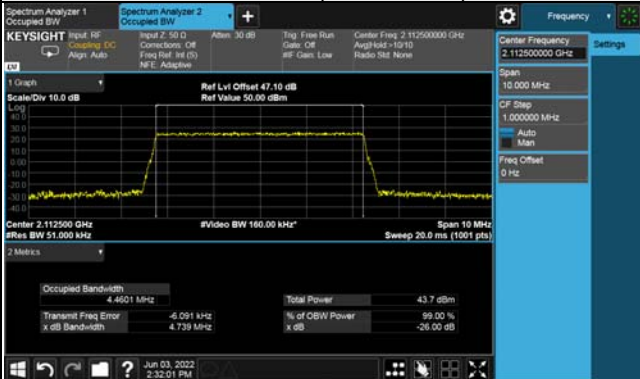 Spectrum Analyzer 1
Occupied BW
Spectrum Analyzer 2
Occupied BW
+
Frequency
KEYSIGHT
Input: RF
Coupling: DC
Align: Auto
Input Z: 50 Ω
Corrections: Off
Freq Ref: Int (S)
NFE: Adaptive
Atten: 30 dB
Trig: Free Run
Gate: Off
#IF Gain: Low
Center Freq: 2.112500000 GHz
Avg|Hold:>10/10
Radio Std: None
Center Frequency
2.112500000 GHz
Settings
Span
10.000 MHz
CF Step
1.000000 MHz
Auto
Man
Freq Offset
0 Hz
1 Graph
Scale/Div 10.0 dB
Ref Lvl Offset 47.10 dB
Ref Value 50.00 dBm
Log
40.0
30.0
20.0
10.0
0.00
-10.0
-20.0
-30.0
-40.0
Center 2.112500 GHz
#Res BW 51.000 kHz
#Video BW 160.00 kHz*
Span 10 MHz
Sweep 20.0 ms (1001 pts)
2 Metrics
Occupied Bandwidth
4.4601 MHz
Total Power 43.7 dBm
Transmit Freq Error -6.091 kHz
% of OBW Power 99.00 %
x dB Bandwidth 4.739 MHz
x dB -26.00 dB
?
Jun 03, 2022
2:32:01 PM